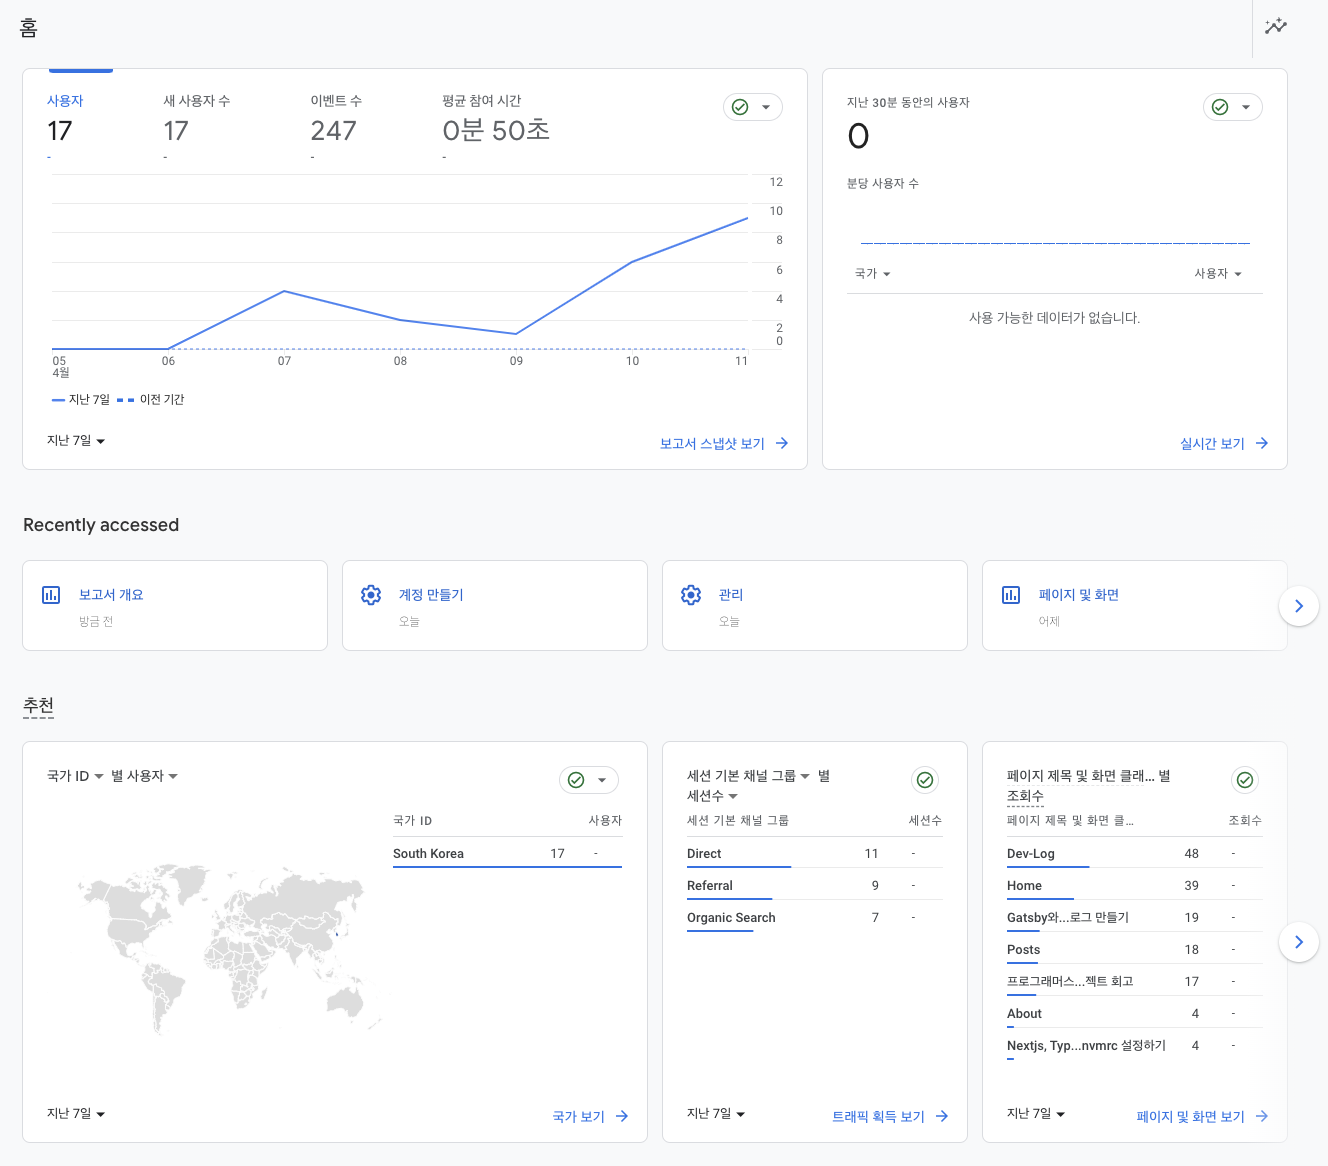 홈
사용자
17
-
새 사용자 수
17
-
이벤트 수
247
-
평균 참여 시간
0분 50초
-
12
10
8
6
4
2
0
05
4월
06
07
08
09
10
11
지난 7일 이전 기간
지난 7일
보고서 스냅샷 보기
지난 30분 동안의 사용자
0
분당 사용자 수
국가 사용자
사용 가능한 데이터가 없습니다.
실시간 보기
Recently accessed
보고서 개요
방금 전
계정 만들기
오늘
관리
오늘
페이지 및 화면
어제
추천
국가 ID 별 사용자
국가 ID 사용자
South Korea 17 -
지난 7일
국가 보기
세션 기본 채널 그룹 별
세션수
세션 기본 채널 그룹 세션수
Direct 11 -
Referral 9 -
Organic Search 7 -
지난 7일
트래픽 획득 보기
페이지 제목 및 화면 클래... 별
조회수
페이지 제목 및 화면 클... 조회수
Dev-Log 48 -
Home 39 -
Gatsby와...로그 만들기 19 -
Posts 18 -
프로그래머스...젝트 회고 17 -
About 4 -
Nextjs, Typ...nvmrc 설정하기 4 -
지난 7일
페이지 및 화면 보기